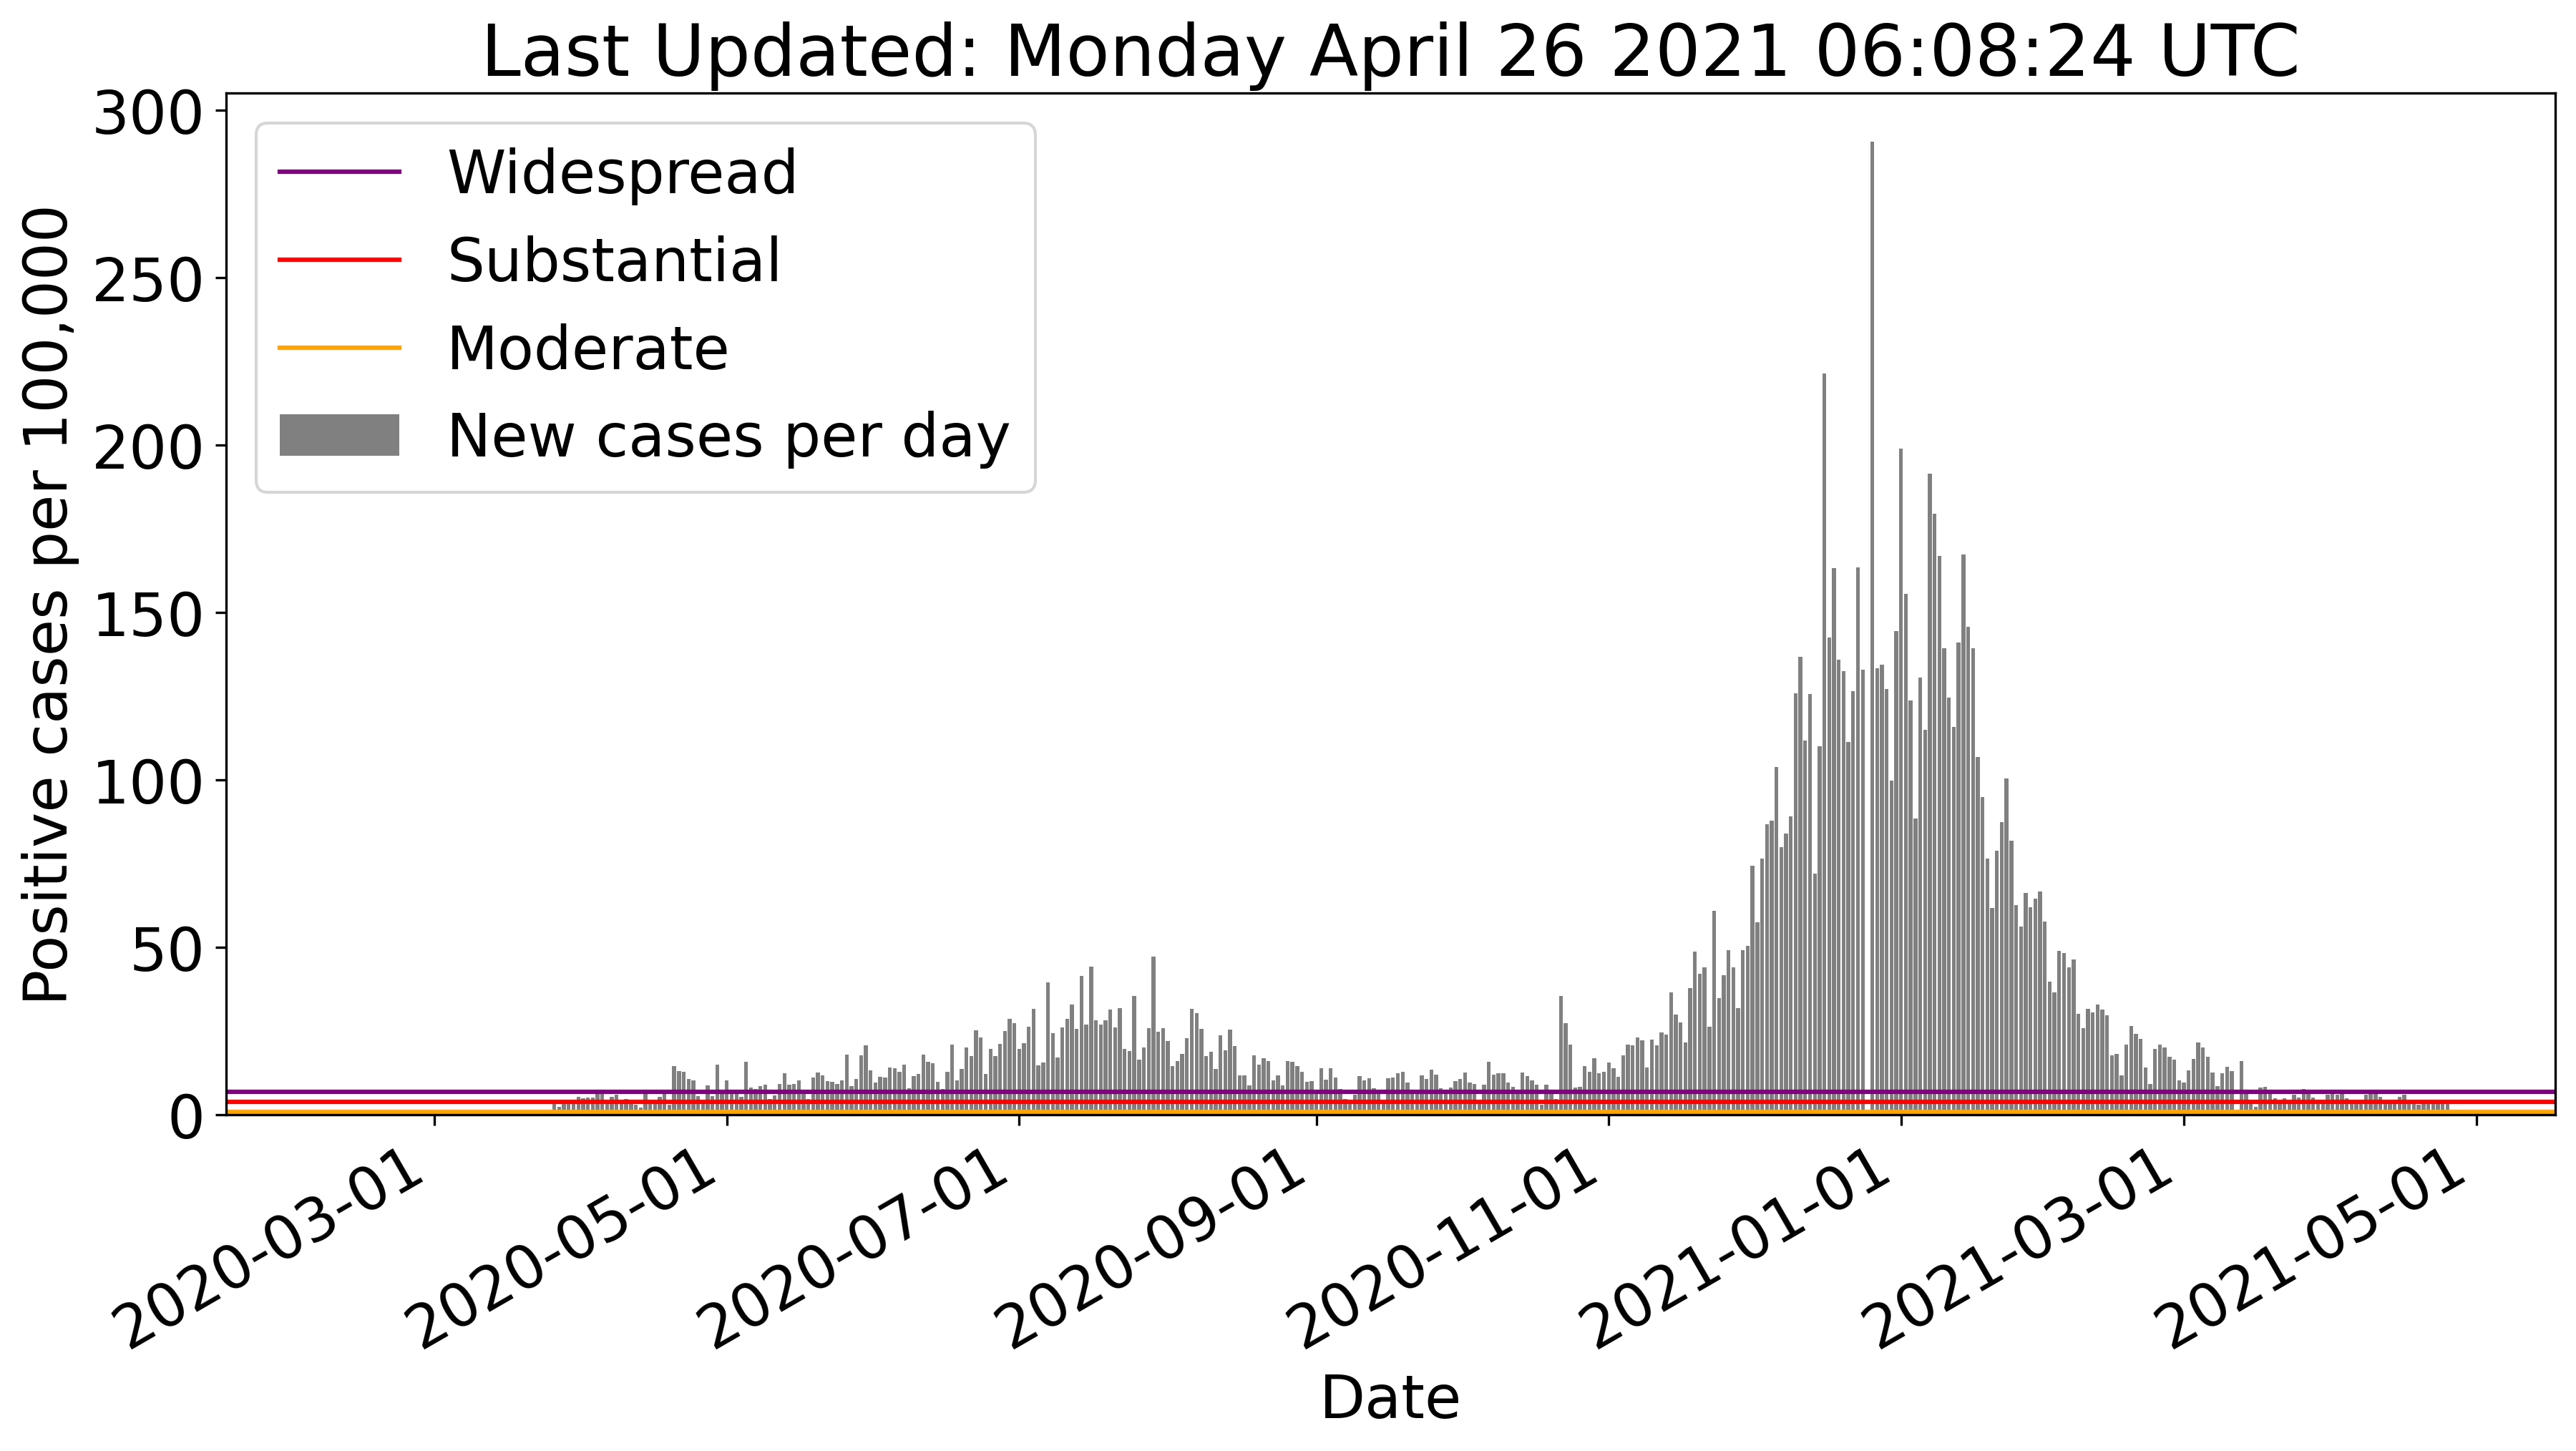 Last Updated: Monday April 26 2021 06:08:24 UTC
Positive cases per 100,000
300
250
200
150
100
50
0
Widespread
Substantial
Moderate
New cases per day
2020-03-01
2020-05-01
2020-07-01
2020-09-01
2020-11-01
2021-01-01
2021-03-01
2021-05-01
Date